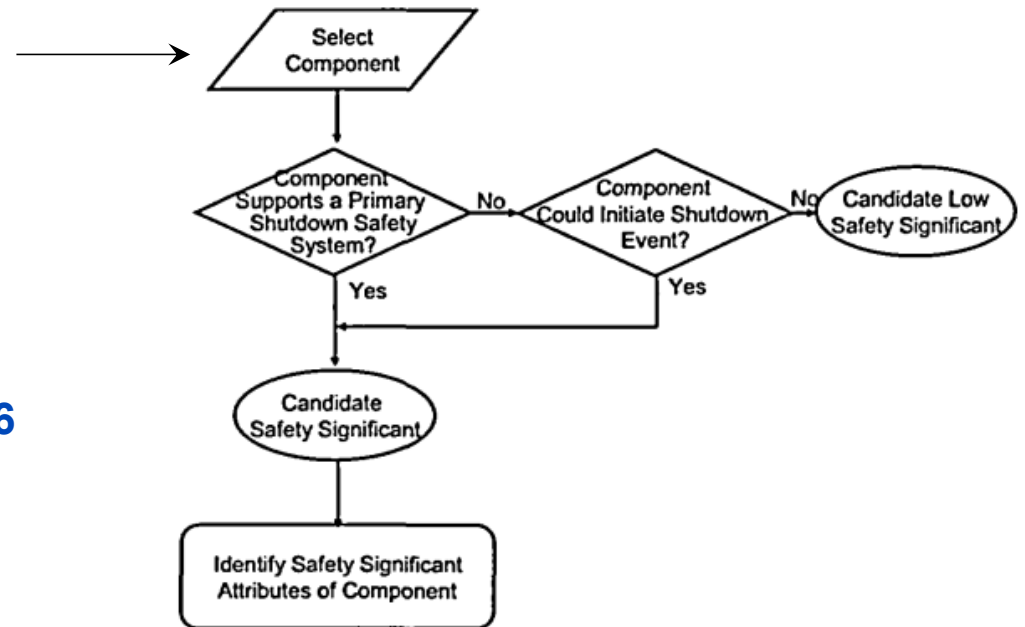 Select
Component
Component
Supports a Primary
Shutdown Safety
System?
No
Component
Could Initiate Shutdown
Event?
No
Candidate Low
Safety Significant
Yes
Yes
Candidate
Safety Significant
6
Identify Safety Significant
Attributes of Component